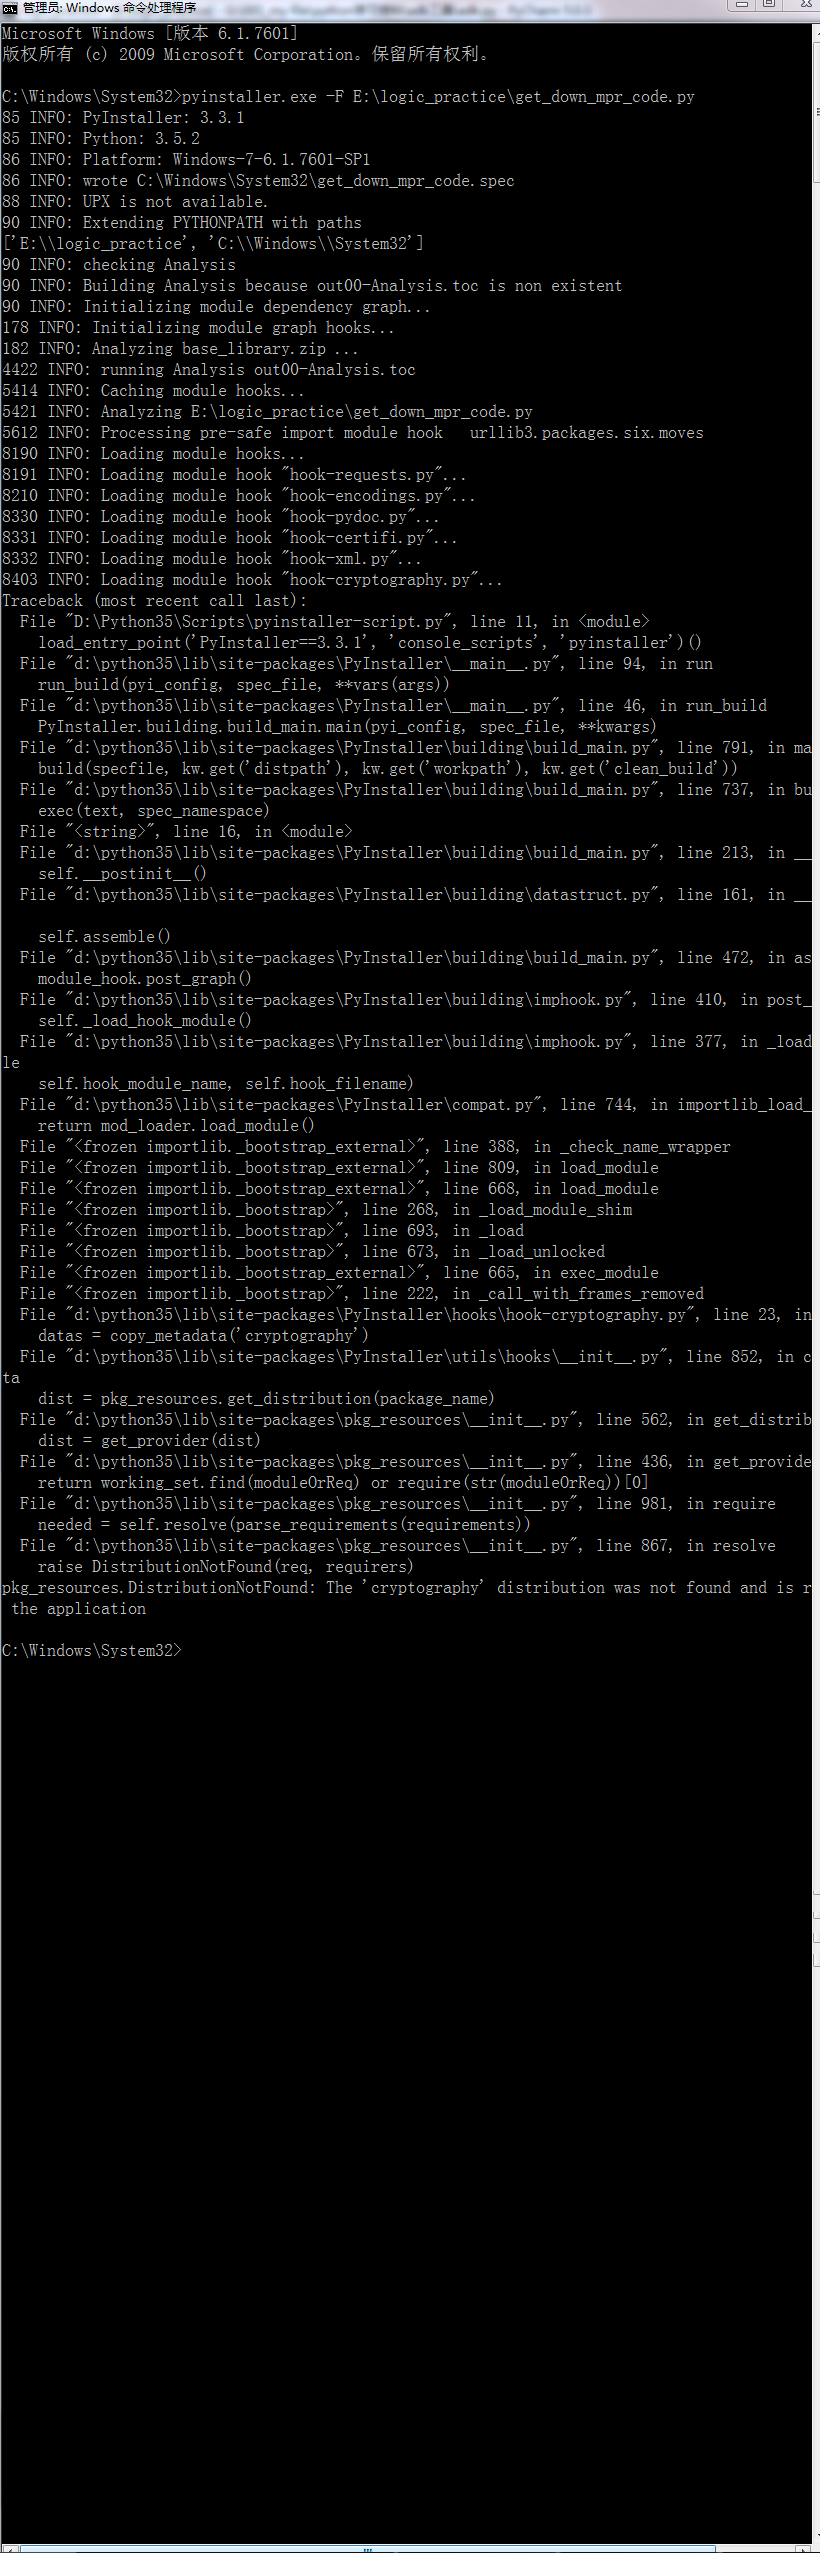 管理员: Windows 命令处理程序
Microsoft Windows [版本 6.1.7601]
版权所有 (c) 2009 Microsoft Corporation。保留所有权利。
C:\Windows\System32>pyinstaller.exe -F E:\logic_practice\get_down_mpr_code.py
85 INFO: PyInstaller: 3.3.1
85 INFO: Python: 3.5.2
86 INFO: Platform: Windows-7-6.1.7601-SP1
86 INFO: wrote C:\Windows\System32\get_down_mpr_code.spec
88 INFO: UPX is not available.
90 INFO: Extending PYTHONPATH with paths
['E:\\logic_practice', 'C:\\Windows\\System32']
90 INFO: checking Analysis
90 INFO: Building Analysis because out00-Analysis.toc is non existent
90 INFO: Initializing module dependency graph...
178 INFO: Initializing module graph hooks...
182 INFO: Analyzing base_library.zip ...
4422 INFO: running Analysis out00-Analysis.toc
5414 INFO: Caching module hooks...
5421 INFO: Analyzing E:\logic_practice\get_down_mpr_code.py
5612 INFO: Processing pre-safe import module hook   urllib3.packages.six.moves
8190 INFO: Loading module hooks...
8191 INFO: Loading module hook "hook-requests.py"...
8210 INFO: Loading module hook "hook-encodings.py"...
8330 INFO: Loading module hook "hook-pydoc.py"...
8331 INFO: Loading module hook "hook-certifi.py"...
8332 INFO: Loading module hook "hook-xml.py"...
8403 INFO: Loading module hook "hook-cryptography.py"...
Traceback (most recent call last):
  File "D:\Python35\Scripts\pyinstaller-script.py", line 11, in <module>
    load_entry_point('PyInstaller==3.3.1', 'console_scripts', 'pyinstaller')()
  File "d:\python35\lib\site-packages\PyInstaller\__main__.py", line 94, in run
    run_build(pyi_config, spec_file, **vars(args))
  File "d:\python35\lib\site-packages\PyInstaller\__main__.py", line 46, in run_build
    PyInstaller.building.build_main.main(pyi_config, spec_file, **kwargs)
  File "d:\python35\lib\site-packages\PyInstaller\building\build_main.py", line 791, in ma
    build(specfile, kw.get('distpath'), kw.get('workpath'), kw.get('clean_build'))
  File "d:\python35\lib\site-packages\PyInstaller\building\build_main.py", line 737, in bu
    exec(text, spec_namespace)
  File "<string>", line 16, in <module>
  File "d:\python35\lib\site-packages\PyInstaller\building\build_main.py", line 213, in __
    self.__postinit__()
  File "d:\python35\lib\site-packages\PyInstaller\building\datastruct.py", line 161, in __
    self.assemble()
  File "d:\python35\lib\site-packages\PyInstaller\building\build_main.py", line 472, in as
    module_hook.post_graph()
  File "d:\python35\lib\site-packages\PyInstaller\building\imphook.py", line 410, in post_
    self._load_hook_module()
  File "d:\python35\lib\site-packages\PyInstaller\building\imphook.py", line 377, in _load
le
    self.hook_module_name, self.hook_filename)
  File "d:\python35\lib\site-packages\PyInstaller\compat.py", line 744, in importlib_load_
    return mod_loader.load_module()
  File "<frozen importlib._bootstrap_external>", line 388, in _check_name_wrapper
  File "<frozen importlib._bootstrap_external>", line 809, in load_module
  File "<frozen importlib._bootstrap_external>", line 668, in load_module
  File "<frozen importlib._bootstrap>", line 268, in _load_module_shim
  File "<frozen importlib._bootstrap>", line 693, in _load
  File "<frozen importlib._bootstrap>", line 673, in _load_unlocked
  File "<frozen importlib._bootstrap_external>", line 665, in exec_module
  File "<frozen importlib._bootstrap>", line 222, in _call_with_frames_removed
  File "d:\python35\lib\site-packages\PyInstaller\hooks\hook-cryptography.py", line 23, in
    datas = copy_metadata('cryptography')
  File "d:\python35\lib\site-packages\PyInstaller\utils\hooks\__init__.py", line 852, in c
ta
    dist = pkg_resources.get_distribution(package_name)
  File "d:\python35\lib\site-packages\pkg_resources\__init__.py", line 562, in get_distrib
    dist = get_provider(dist)
  File "d:\python35\lib\site-packages\pkg_resources\__init__.py", line 436, in get_provide
    return working_set.find(moduleOrReq) or require(str(moduleOrReq))[0]
  File "d:\python35\lib\site-packages\pkg_resources\__init__.py", line 981, in require
    needed = self.resolve(parse_requirements(requirements))
  File "d:\python35\lib\site-packages\pkg_resources\__init__.py", line 867, in resolve
    raise DistributionNotFound(req, requirers)
pkg_resources.DistributionNotFound: The 'cryptography' distribution was not found and is r
 the application
C:\Windows\System32>